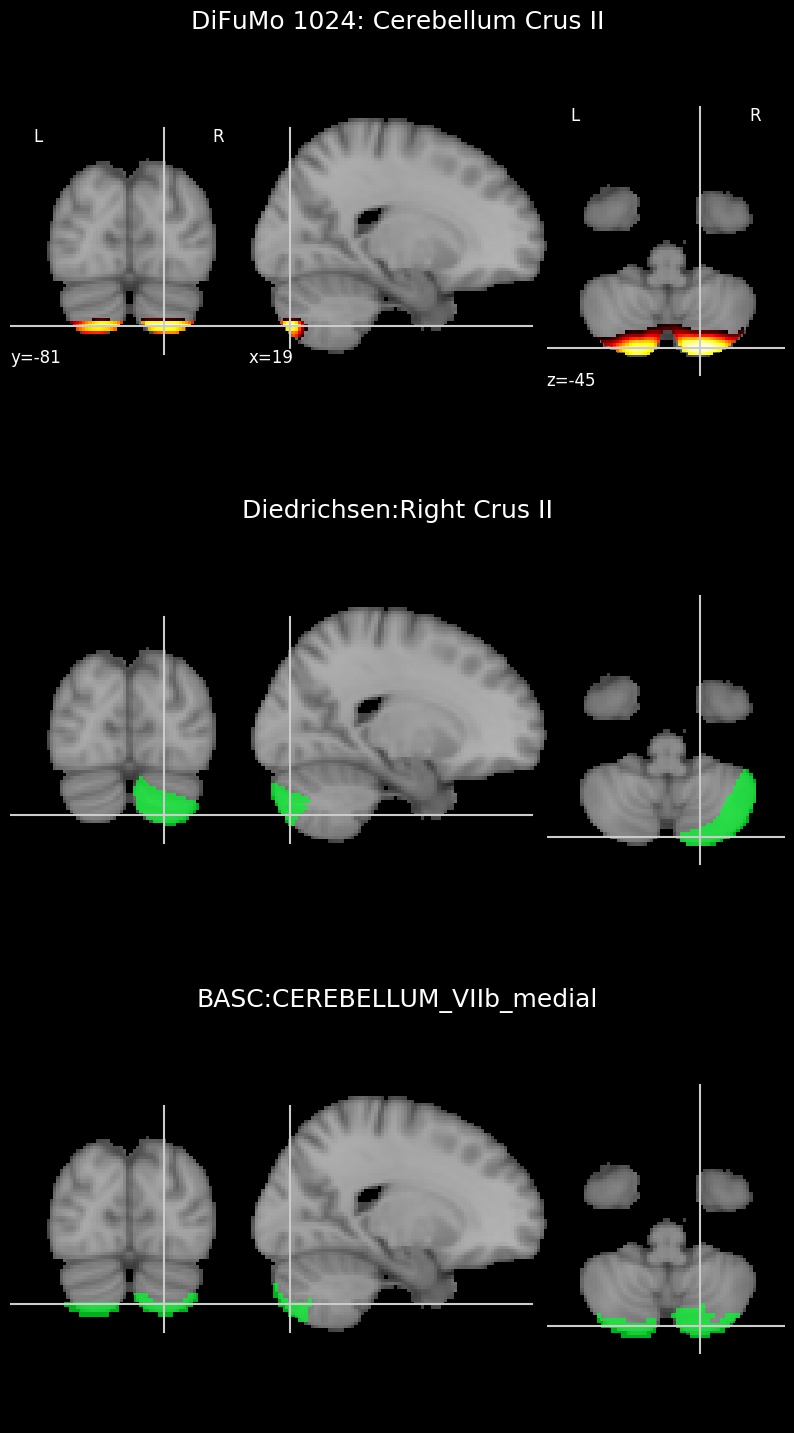 DiFuMo 1024: Cerebellum Crus II
L R L R
y=-81 x=19 z=-45
Diedrichsen:Right Crus II
BASC:CEREBELLUM_VIIb_medial